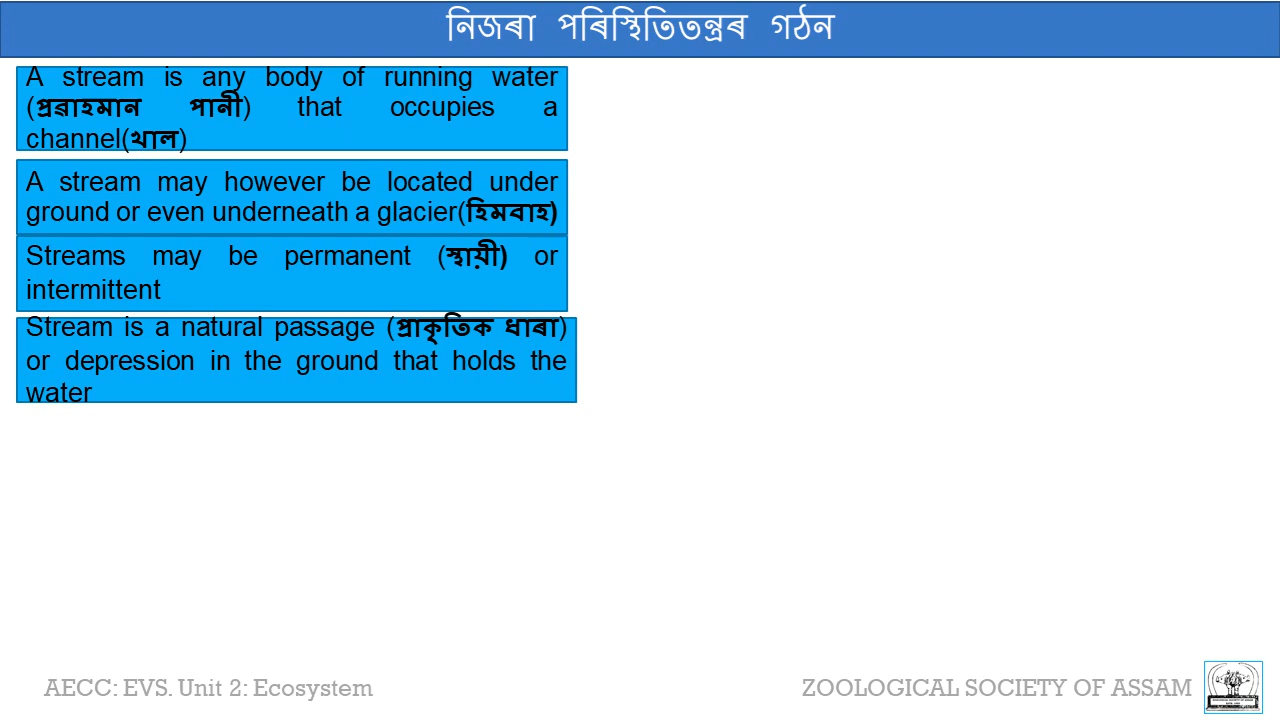 নিজৰা পৰিস্থিতিতন্ত্ৰৰ গঠন
A stream is any body of running water
(প্ৰৱাহমান পানী) that occupies a
channel(খাল)
A stream may however be located under
ground or even underneath a glacier(হিমবাহ)
Streams may be permanent (স্থায়ী) or
intermittent
Stream is a natural passage (প্ৰাকৃতিক ধাৰা)
or depression in the ground that holds the
water
AECC: EVS. Unit 2: Ecosystem
ZOOLOGICAL SOCIETY OF ASSAM